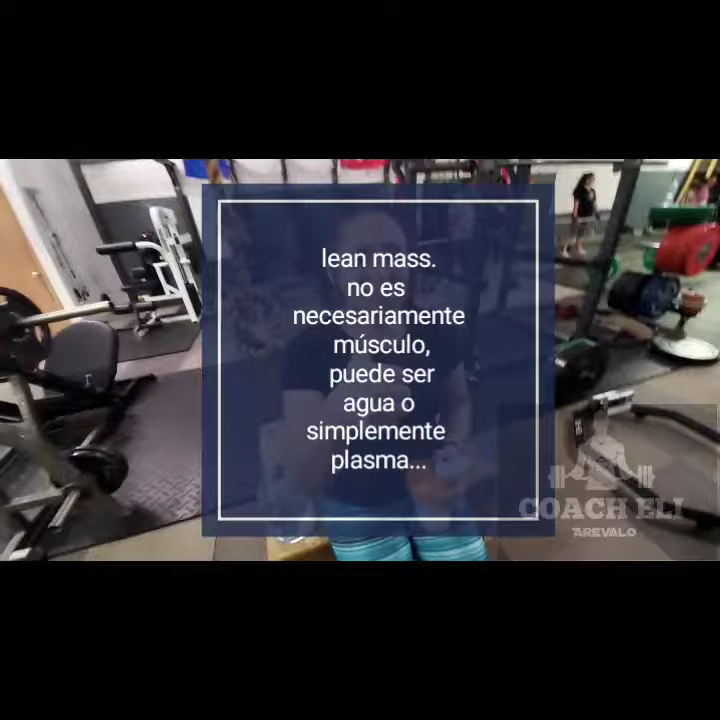 lean mass.
no es
necesariamente
músculo,
puede ser
agua o
simplemente
plasma...
COACH ELI
AREVALO